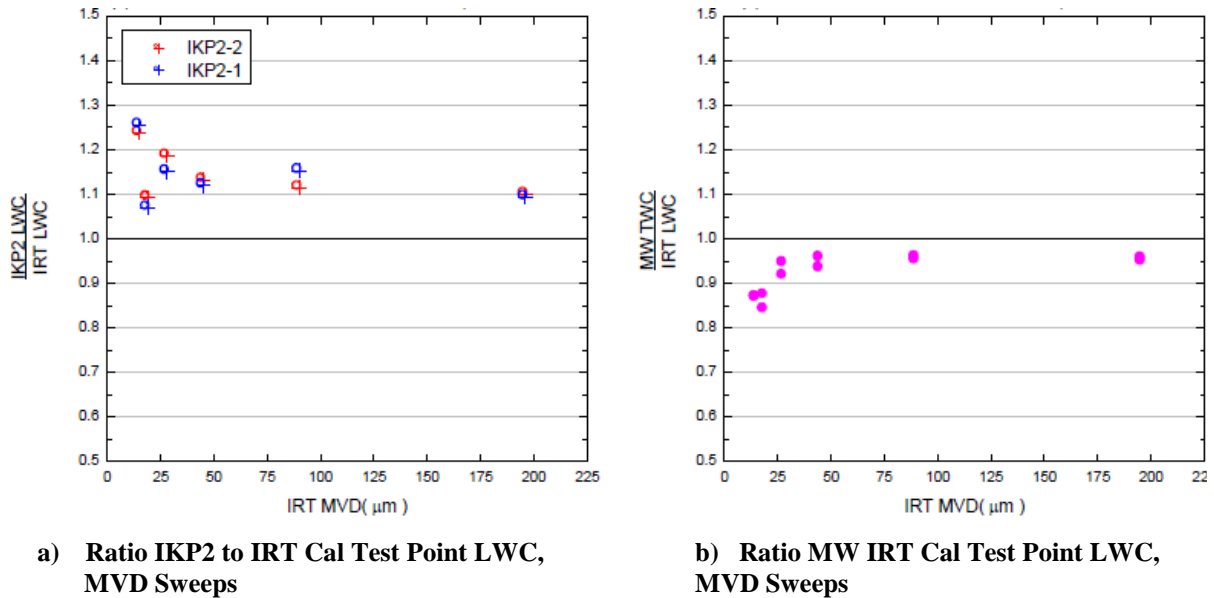 1.5
1.4
1.3
1.2
1.1
1.0
0.9
0.8
0.7
0.6
0.5
IKP2 LWC
IRT LWC
IKP2-2
IKP2-1
0 25 50 75 100 125 150 175 200 225
IRT MVD( μm )
a) Ratio IKP2 to IRT Cal Test Point LWC,
MVD Sweeps
1.5
1.4
1.3
1.2
1.1
1.0
0.9
0.8
0.7
0.6
0.5
MW TWC
IRT LWC
0 25 50 75 100 125 150 175 200
IRT MVD( μm )
b) Ratio MW IRT Cal Test Point LWC,
MVD Sweeps